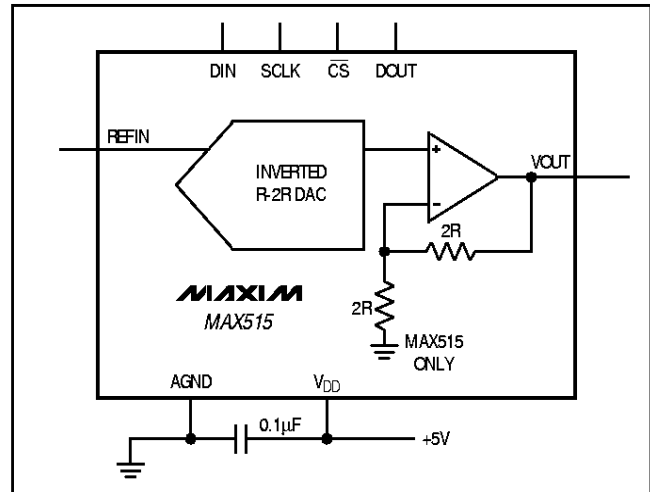 DIN SCLK C̅S̅ DOUT
REFIN
INVERTED
R-2R DAC
+
−
VOUT
2R
2R
MAXIM
MAX515
MAX515
ONLY
AGND
VDD
0.1µF
+5V